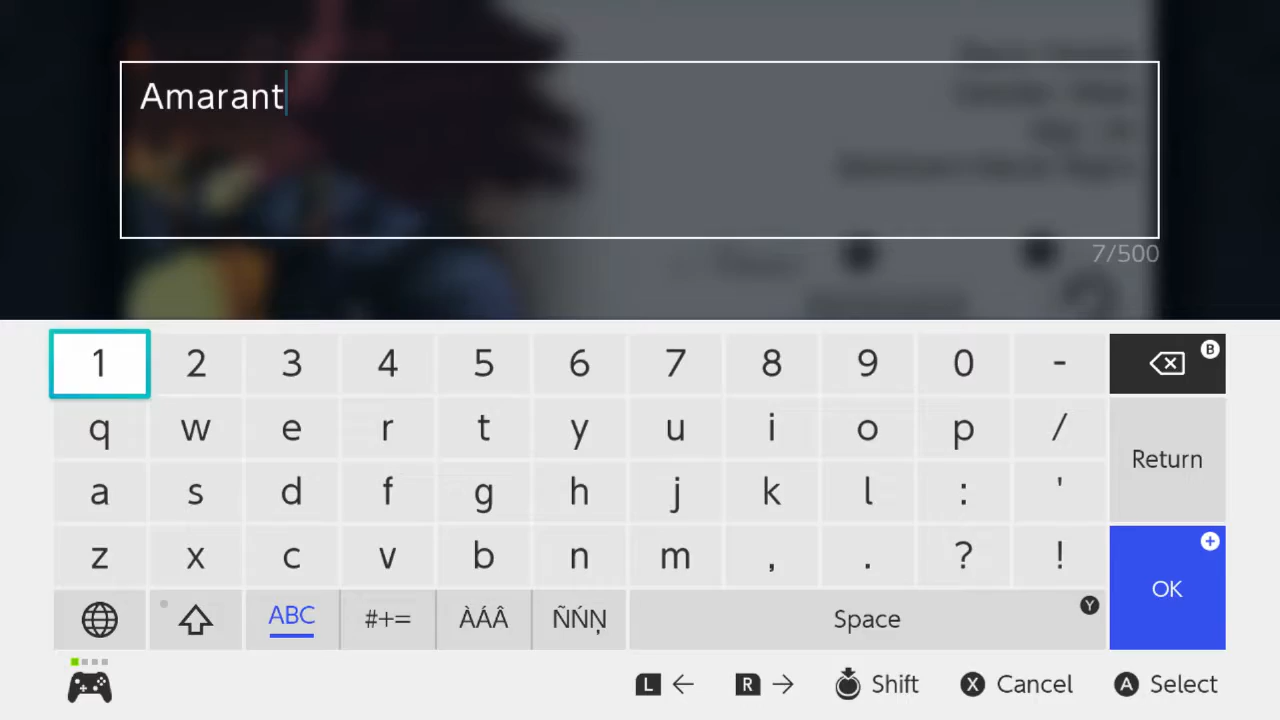 Amarant
7/500
1 2 3 4 5 6 7 8 9 0 - B
q w e r t y u i o p / Return
a s d f g h j k l : '
z x c v b n m , . ? ! + OK
ABC #+= ÀÁÂ ÑŃŅ Space Y
L ← R → Shift X Cancel A Select